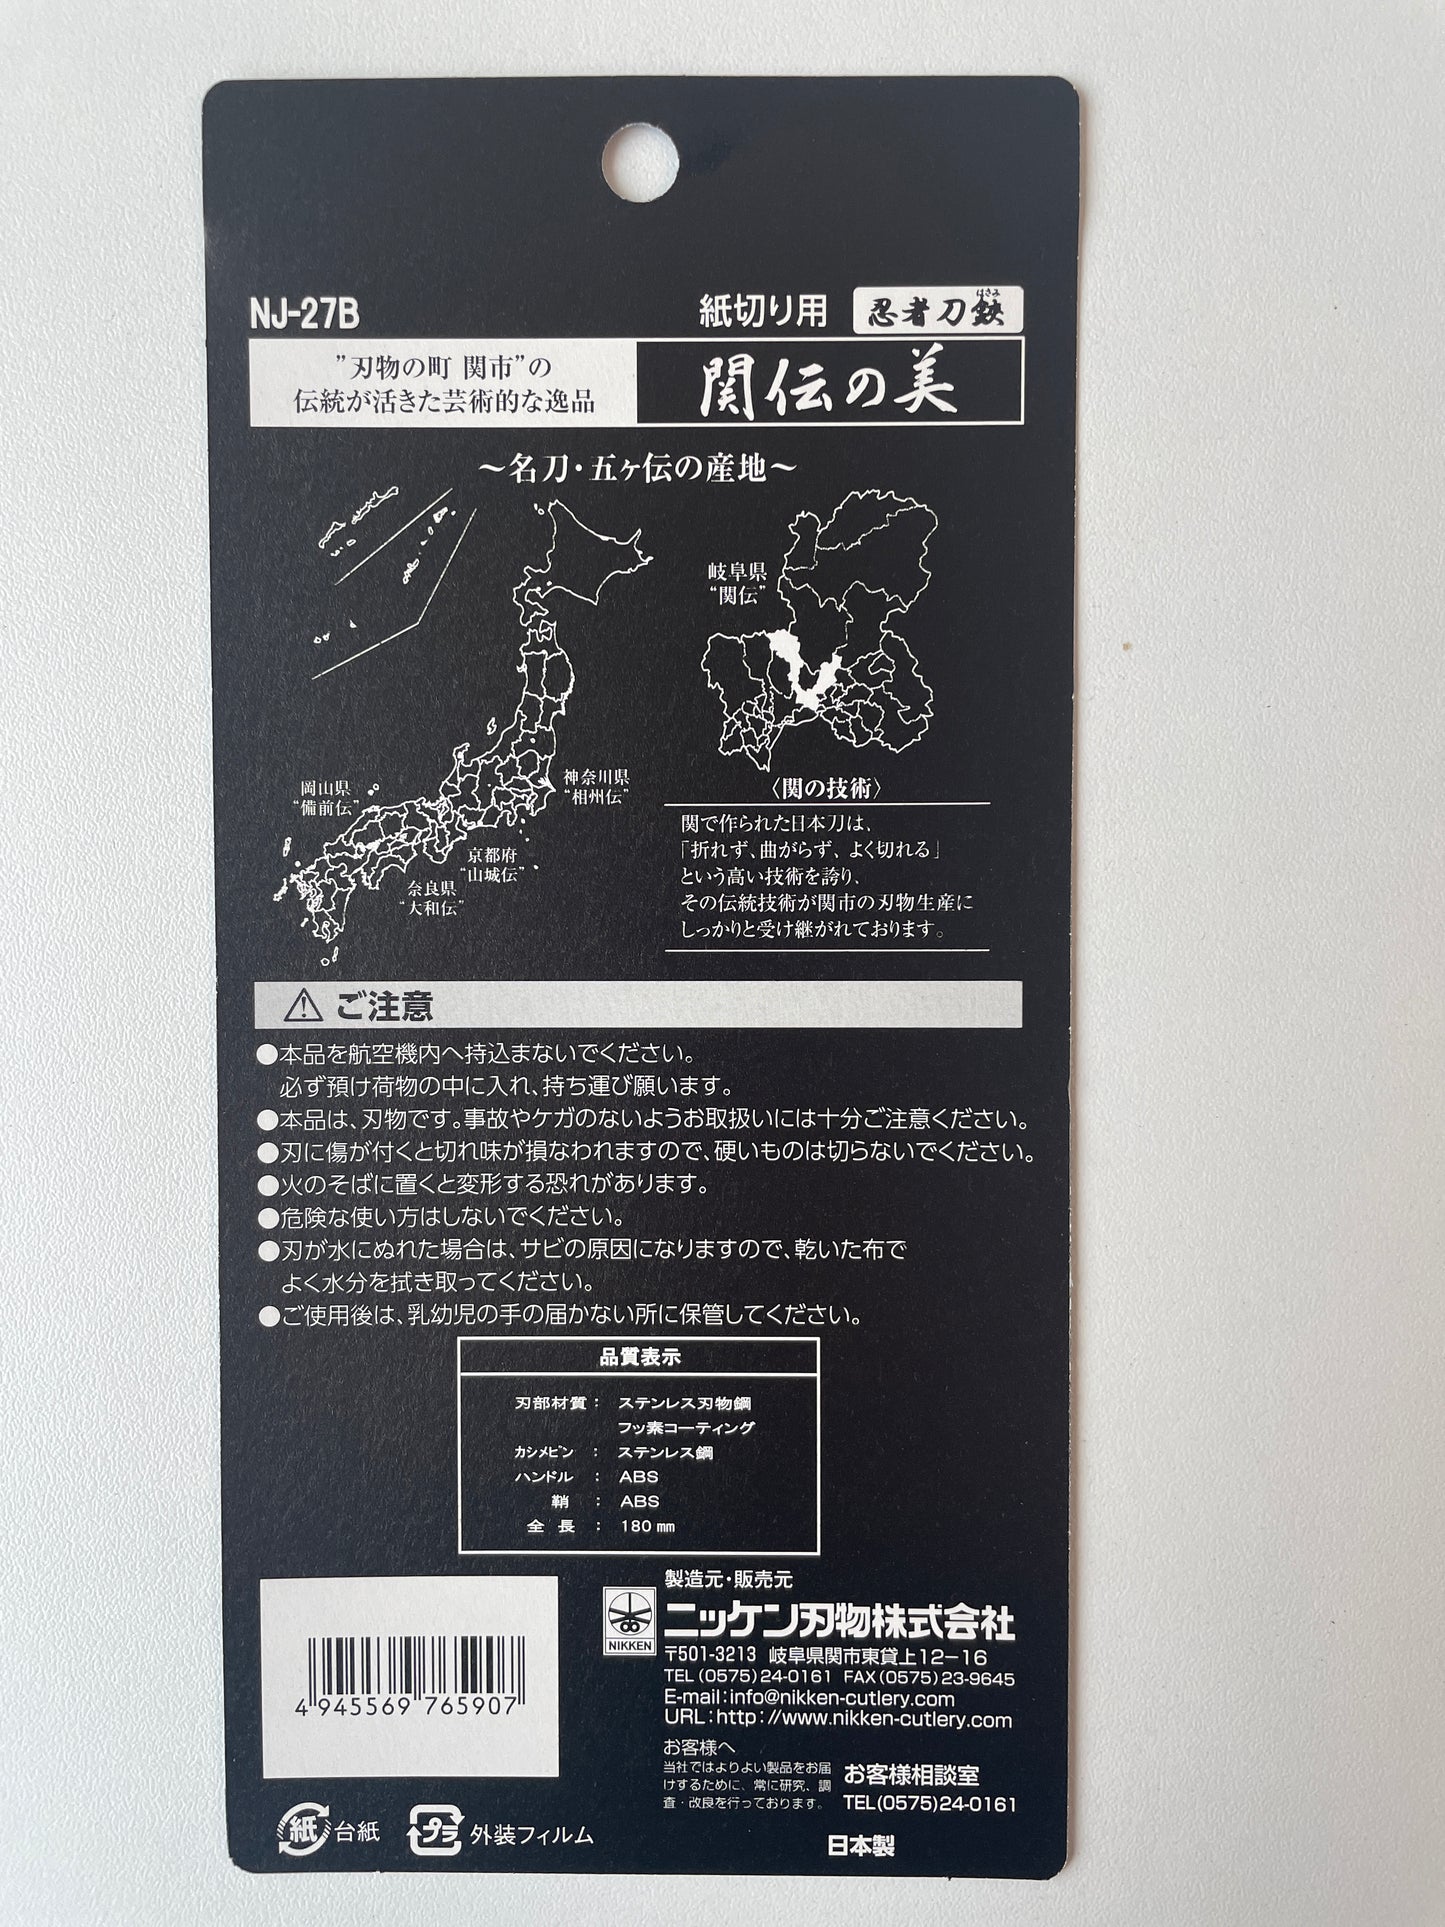 NJ-27B
紙切り用
はさみ
忍者刀鋏
”刃物の町 関市”の
伝統が活きた芸術的な逸品
関伝の美
〜名刀・五ヶ伝の産地〜
岐阜県
“関伝”
岡山県
“備前伝”
神奈川県
“相州伝”
京都府
“山城伝”
奈良県
“大和伝”
〈関の技術〉
関で作られた日本刀は、
「折れず、曲がらず、よく切れる」
という高い技術を誇り、
その伝統技術が関市の刃物生産に
しっかりと受け継がれております。
ご注意
●本品を航空機内へ持込まないでください。
必ず預け荷物の中に入れ、持ち運び願います。
●本品は、刃物です。事故やケガのないようお取扱いには十分ご注意ください。
●刃に傷が付くと切れ味が損なわれますので、硬いものは切らないでください。
●火のそばに置くと変形する恐れがあります。
●危険な使い方はしないでください。
●刃が水にぬれた場合は、サビの原因になりますので、乾いた布で
よく水分を拭き取ってください。
●ご使用後は、乳幼児の手の届かない所に保管してください。
品質表示
刃部材質： ステンレス刃物鋼
フッ素コーティング
カシメピン： ステンレス鋼
ハンドル： ABS
鞘： ABS
全長： 180㎜
製造元・販売元
NIKKEN
ニッケン刃物株式会社
〒501-3213 岐阜県関市東貸上12−16
TEL(0575)24-0161 FAX(0575)23-9645
E-mail:info@nikken-cutlery.com
URL:http://www.nikken-cutlery.com
お客様へ
当社ではよりよい製品をお届
けするために、常に研究、調
査・改良を行っております。
お客様相談室
TEL(0575)24-0161
4 945569 765907
紙 台紙
プラ 外装フィルム
日本製